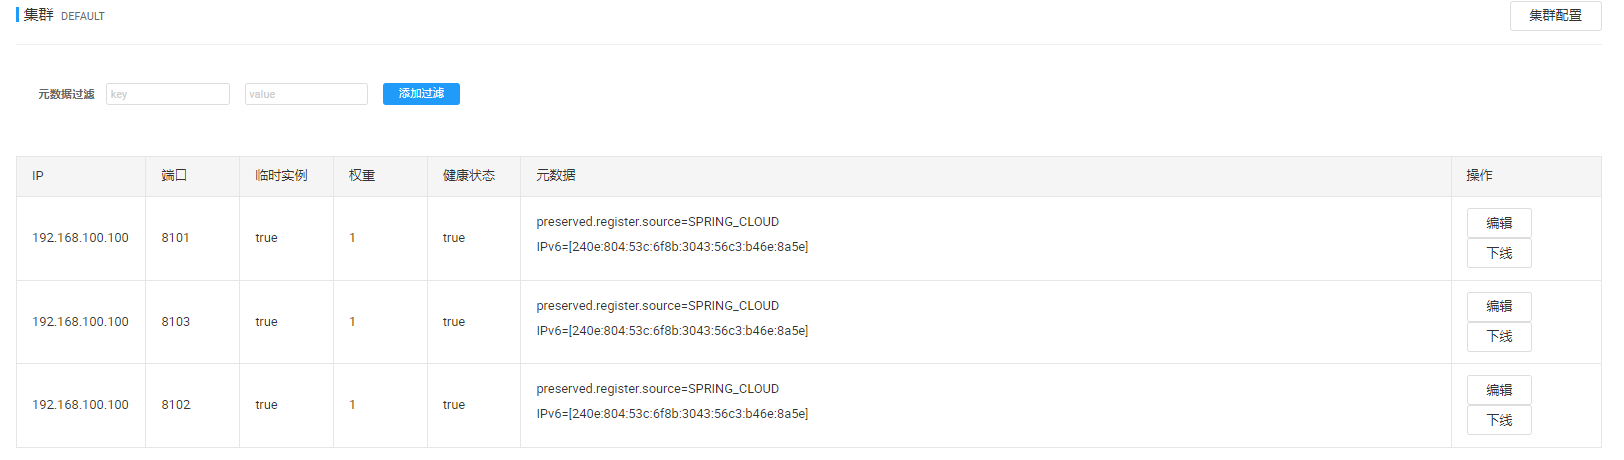 集群 DEFAULT 集群配置
元数据过滤 key value 添加过滤
IP 端口 临时实例 权重 健康状态 元数据 操作
192.168.100.100 8101 true 1 true preserved.register.source=SPRING_CLOUD 编辑
IPv6=[240e:804:53c:6f8b:3043:56c3:b46e:8a5e] 下线
192.168.100.100 8103 true 1 true preserved.register.source=SPRING_CLOUD 编辑
IPv6=[240e:804:53c:6f8b:3043:56c3:b46e:8a5e] 下线
192.168.100.100 8102 true 1 true preserved.register.source=SPRING_CLOUD 编辑
IPv6=[240e:804:53c:6f8b:3043:56c3:b46e:8a5e] 下线